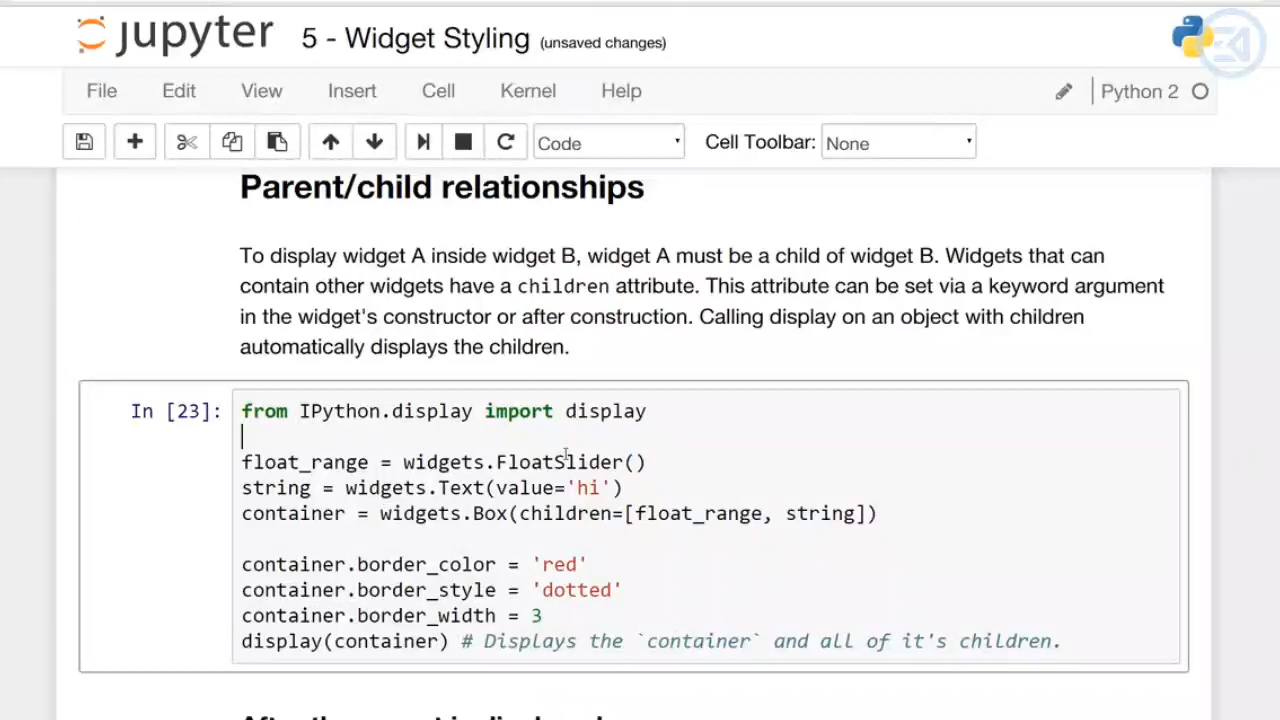 jupyter 5 - Widget Styling (unsaved changes)
File Edit View Insert Cell Kernel Help Python 2
Code Cell Toolbar: None
Parent/child relationships
To display widget A inside widget B, widget A must be a child of widget B. Widgets that can
contain other widgets have a children attribute. This attribute can be set via a keyword argument
in the widget's constructor or after construction. Calling display on an object with children
automatically displays the children.
In [23]: from IPython.display import display
float_range = widgets.FloatSlider()
string = widgets.Text(value='hi')
container = widgets.Box(children=[float_range, string])
container.border_color = 'red'
container.border_style = 'dotted'
container.border_width = 3
display(container) # Displays the `container` and all of it's children.